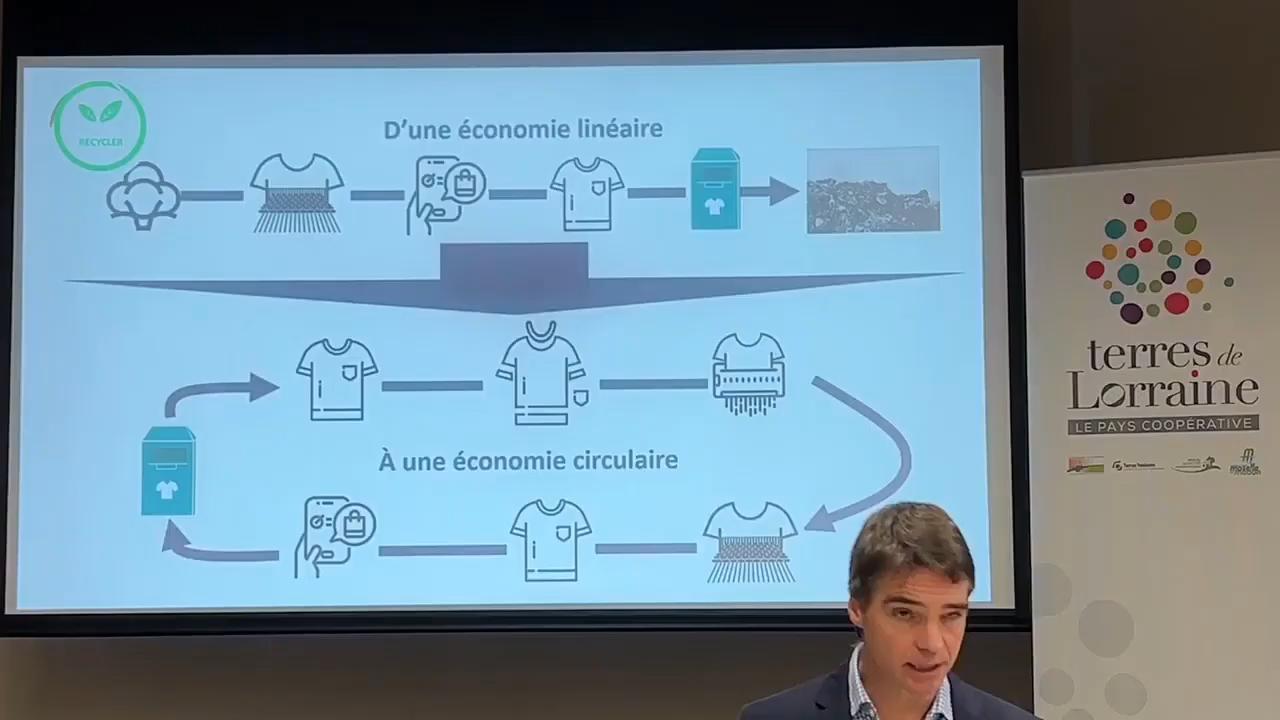 RECYCLER
D'une économie linéaire
À une économie circulaire
terres de
Lorraine
LE PAYS COOPÉRATIVE